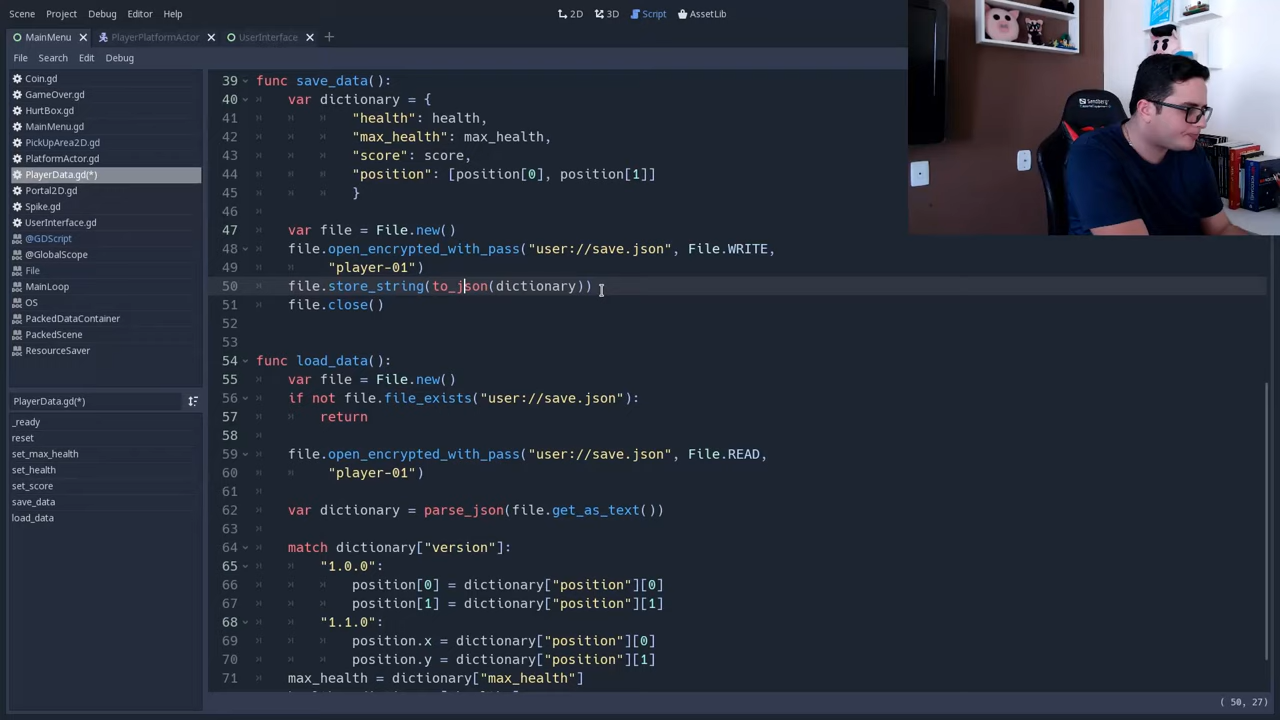 Scene Project Debug Editor Help 2D 3D Script AssetLib
MainMenu PlayerPlatformActor UserInterface
File Search Edit Debug
Coin.gd
GameOver.gd
HurtBox.gd
MainMenu.gd
PickUpArea2D.gd
PlatformActor.gd
PlayerData.gd(*)
Portal2D.gd
Spike.gd
UserInterface.gd
@GDScript
@GlobalScope
File
MainLoop
OS
PackedDataContainer
PackedScene
ResourceSaver
PlayerData.gd(*)
_ready
reset
set_max_health
set_health
set_score
save_data
load_data
39 func save_data():
40 var dictionary = {
41 "health": health,
42 "max_health": max_health,
43 "score": score,
44 "position": [position[0], position[1]]
45 }
46
47 var file = File.new()
48 file.open_encrypted_with_pass("user://save.json", File.WRITE,
49 "player-01")
50 file.store_string(to_json(dictionary))
51 file.close()
52
53
54 func load_data():
55 var file = File.new()
56 if not file.file_exists("user://save.json"):
57 return
58
59 file.open_encrypted_with_pass("user://save.json", File.READ,
60 "player-01")
61
62 var dictionary = parse_json(file.get_as_text())
63
64 match dictionary["version"]:
65 "1.0.0":
66 position[0] = dictionary["position"][0]
67 position[1] = dictionary["position"][1]
68 "1.1.0":
69 position.x = dictionary["position"][0]
70 position.y = dictionary["position"][1]
71 max_health = dictionary["max_health"]
( 50, 27)